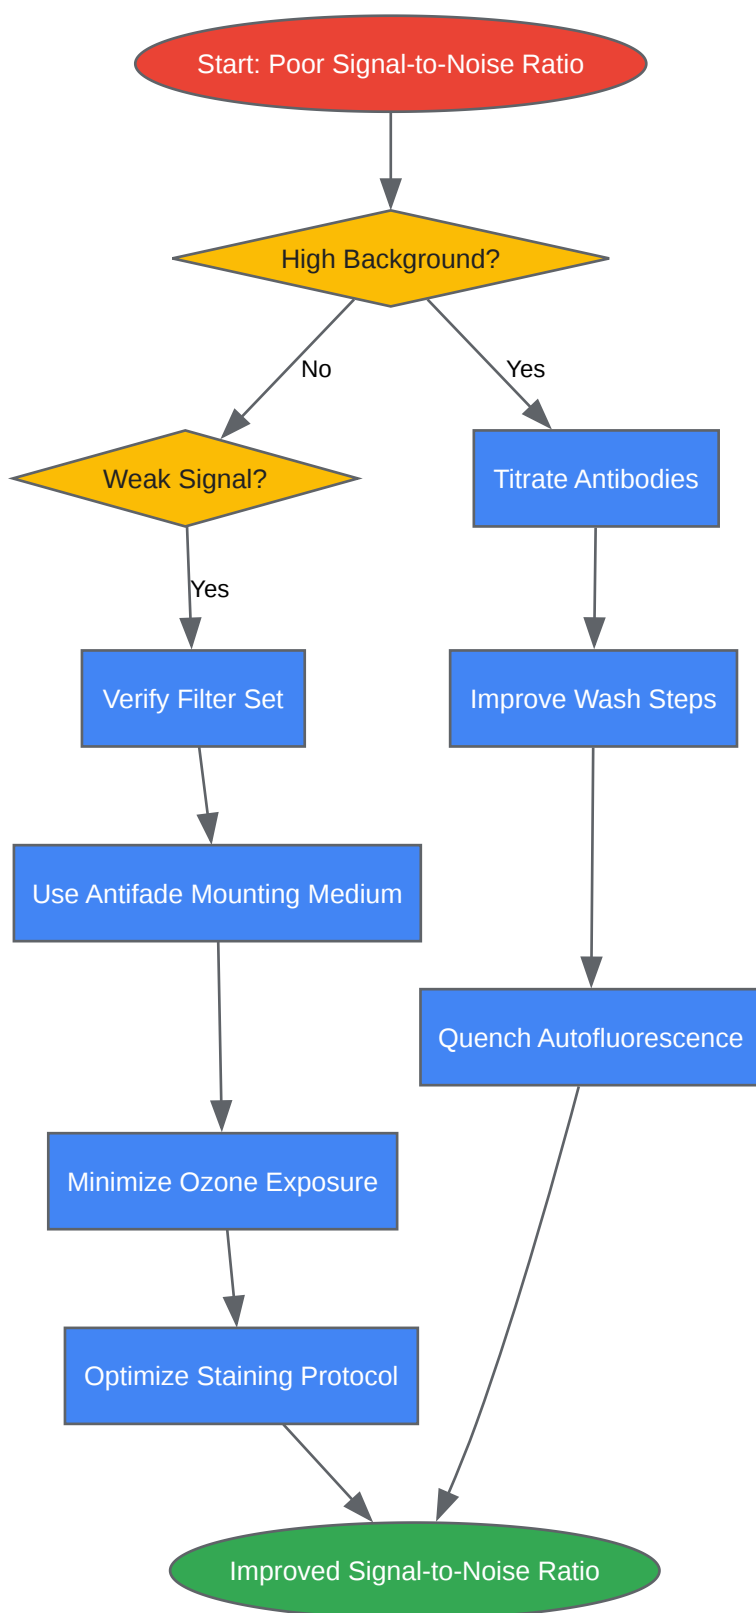 Start: Poor Signal-to-Noise Ratio
High Background?
No
Yes
Weak Signal?
Titrate Antibodies
Yes
Verify Filter Set
Improve Wash Steps
Use Antifade Mounting Medium
Quench Autofluorescence
Minimize Ozone Exposure
Optimize Staining Protocol
Improved Signal-to-Noise Ratio